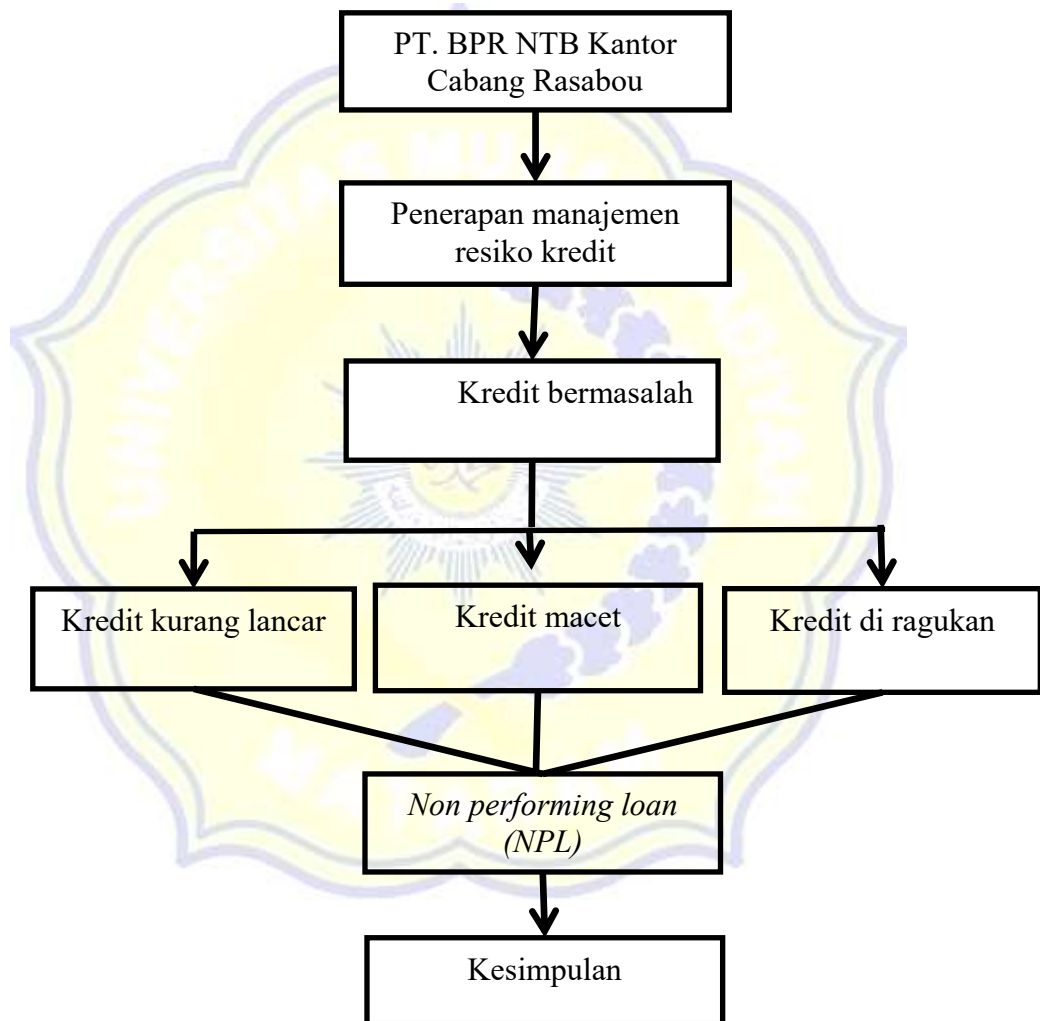 PT. BPR NTB Kantor
Cabang Rasabou
Penerapan manajemen
resiko kredit
Kredit bermasalah
Kredit kurang lancar
Kredit macet
Kredit di ragukan
Non performing loan
(NPL)
Kesimpulan